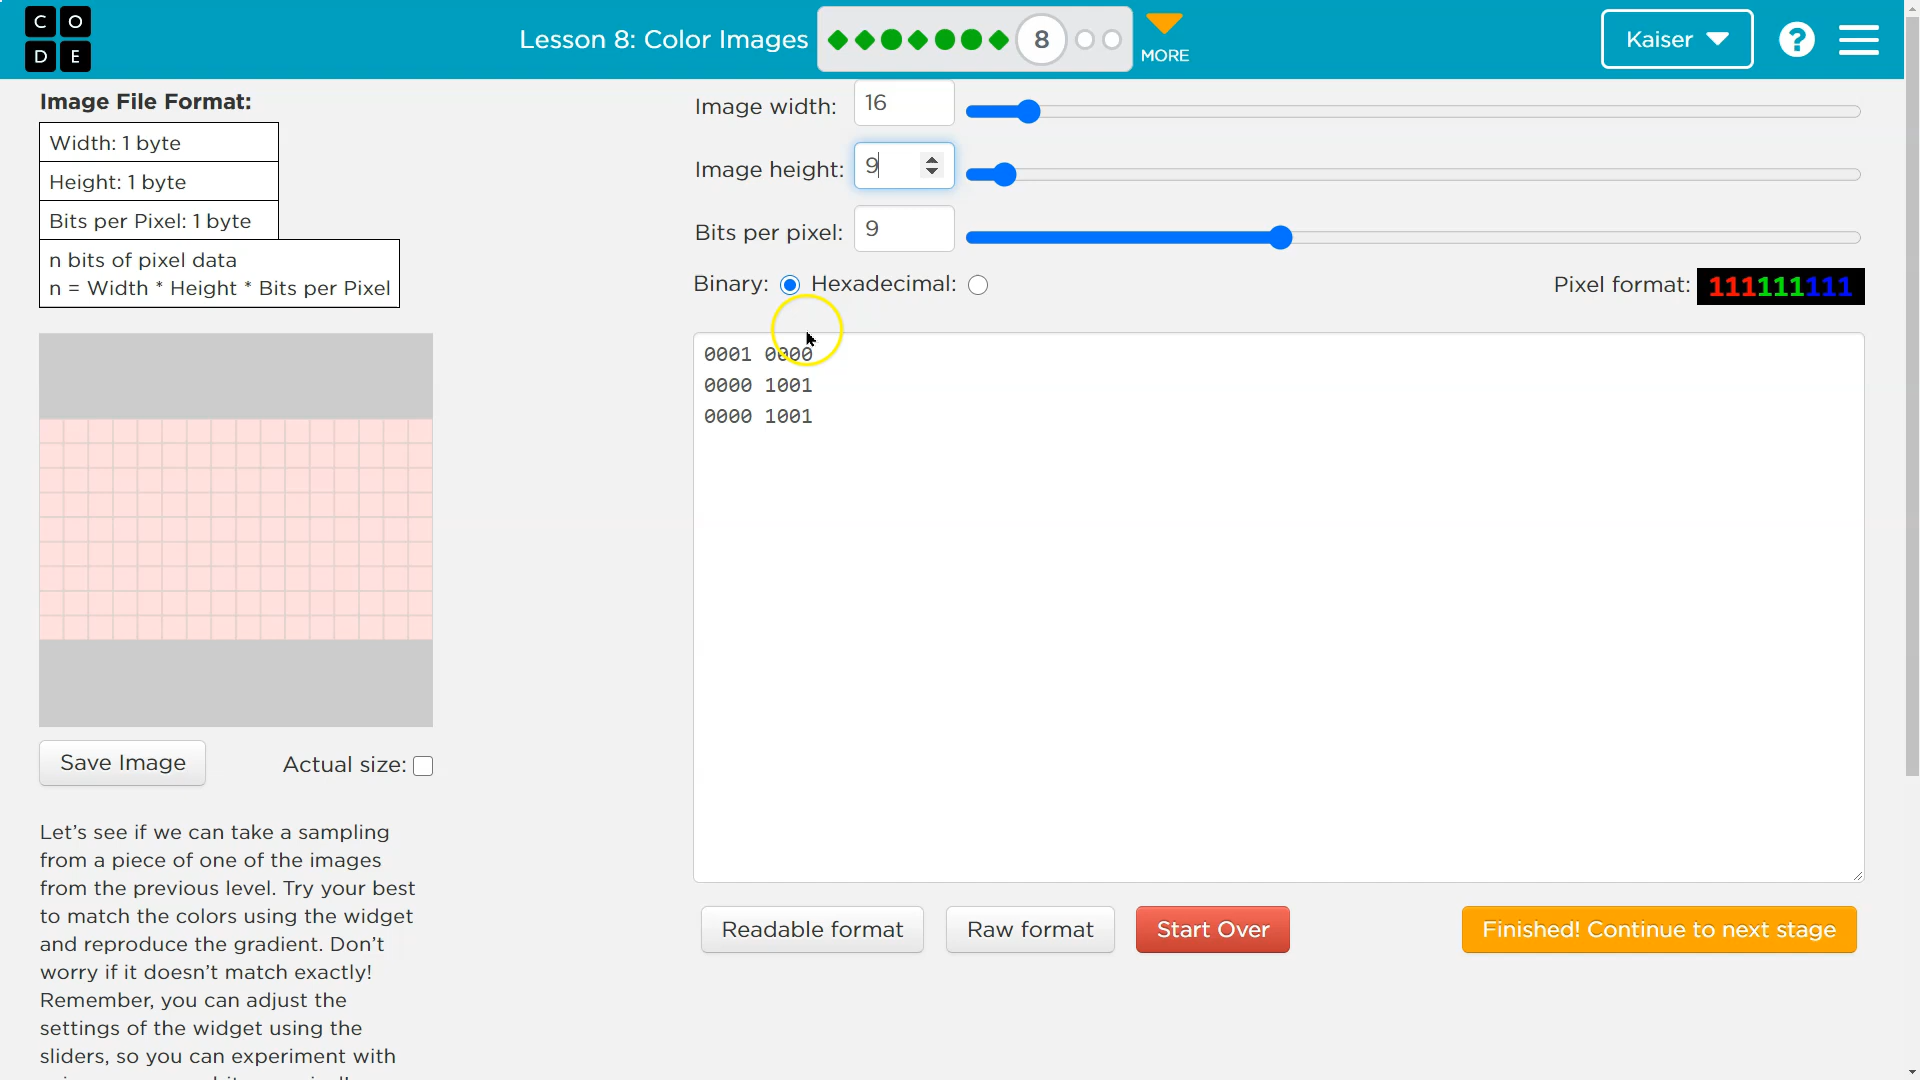 C O
D E
Lesson 8: Color Images
8
MORE
Kaiser
?
Image File Format:
Width: 1 byte
Height: 1 byte
Bits per Pixel: 1 byte
n bits of pixel data
n = Width * Height * Bits per Pixel
Image width: 16
Image height: 9
Bits per pixel: 9
Binary: Hexadecimal:
Pixel format: 111111111
0001 0000
0000 1001
0000 1001
Save Image
Actual size:
Let's see if we can take a sampling
from a piece of one of the images
from the previous level. Try your best
to match the colors using the widget
and reproduce the gradient. Don't
worry if it doesn't match exactly!
Remember, you can adjust the
settings of the widget using the
sliders, so you can experiment with
Readable format
Raw format
Start Over
Finished! Continue to next stage